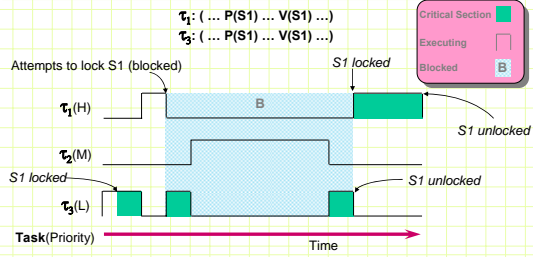 τ1: ( ... P(S1) ... V(S1) ...)
τ3: ( ... P(S1) ... V(S1) ...)
Critical Section
Executing
Blocked B
Attempts to lock S1 (blocked)
S1 locked
B
τ1(H)
S1 unlocked
τ2(M)
S1 locked
S1 unlocked
τ3(L)
Task(Priority)
Time